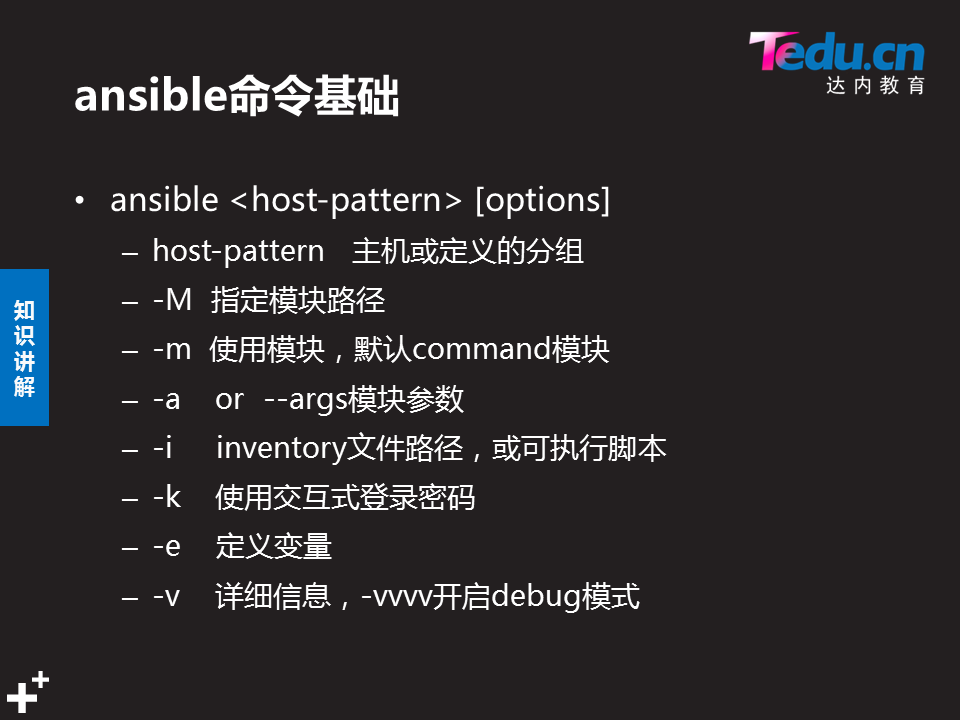 Tedu.cn
达内教育
ansible命令基础
• ansible <host-pattern> [options]
– host-pattern 主机或定义的分组
– -M 指定模块路径
– -m 使用模块，默认command模块
– -a or --args模块参数
– -i inventory文件路径，或可执行脚本
– -k 使用交互式登录密码
– -e 定义变量
– -v 详细信息，-vvvv开启debug模式
知识讲解